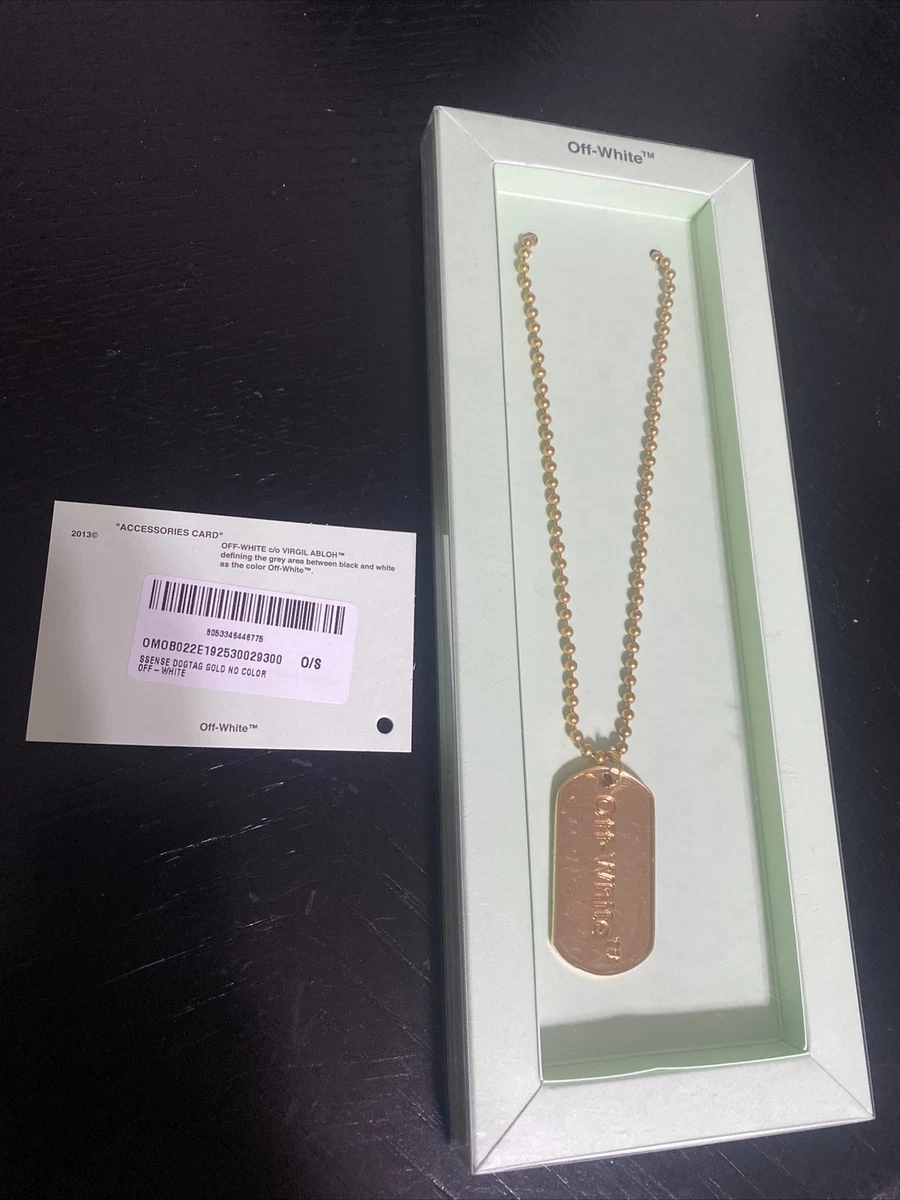 Off-White™
"ACCESSORIES CARD"
2013©
OFF-WHITE c/o VIRGIL ABLOH™
defining the grey area between black and white
as the color Off-White™.
8053346446775
OMOB022E192530029300 O/S
SSENSE DOGTAG GOLD NO COLOR
OFF-WHITE
Off-White™
Off-White™